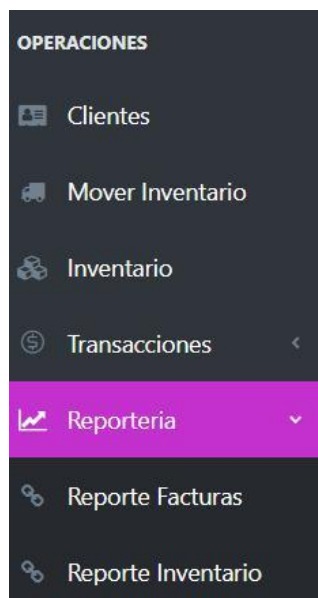 OPERACIONES
Clientes
Mover Inventario
Inventario
Transacciones
Reporteria
Reporte Facturas
Reporte Inventario